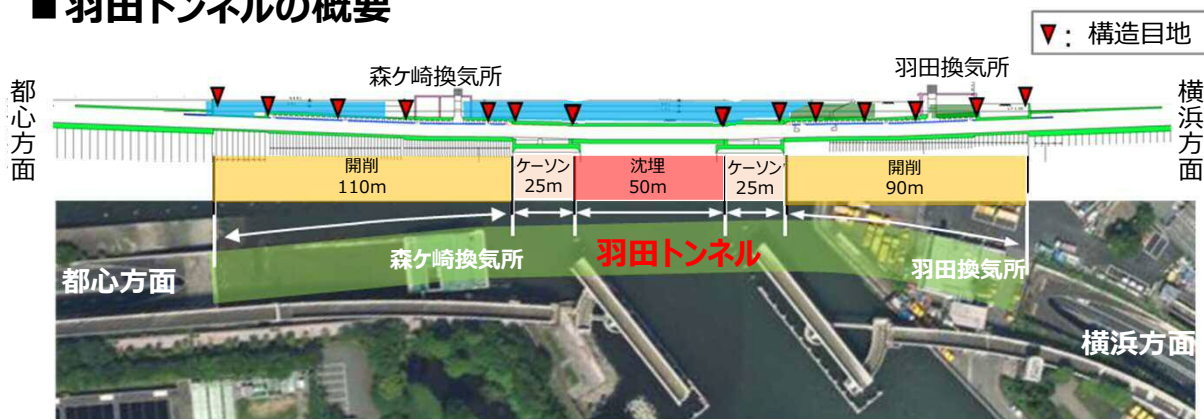 ■ 羽田トンネルの概要
▼：構造目地
都心方面
森ケ崎換気所
羽田換気所
横浜方面
開削
110m
ケーソン
25m
沈埋
50m
ケーソン
25m
開削
90m
都心方面
森ケ崎換気所
羽田トンネル
羽田換気所
横浜方面